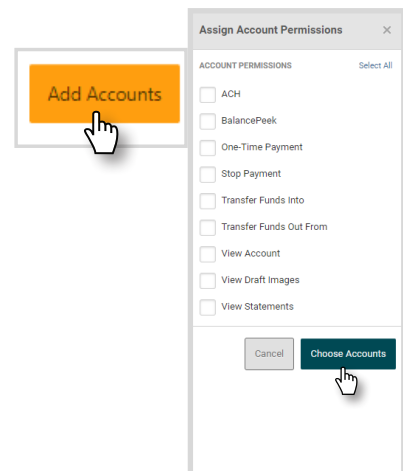 Add Accounts
Assign Account Permissions ×
ACCOUNT PERMISSIONS Select All
ACH
BalancePeek
One-Time Payment
Stop Payment
Transfer Funds Into
Transfer Funds Out From
View Account
View Draft Images
View Statements
Cancel Choose Accounts